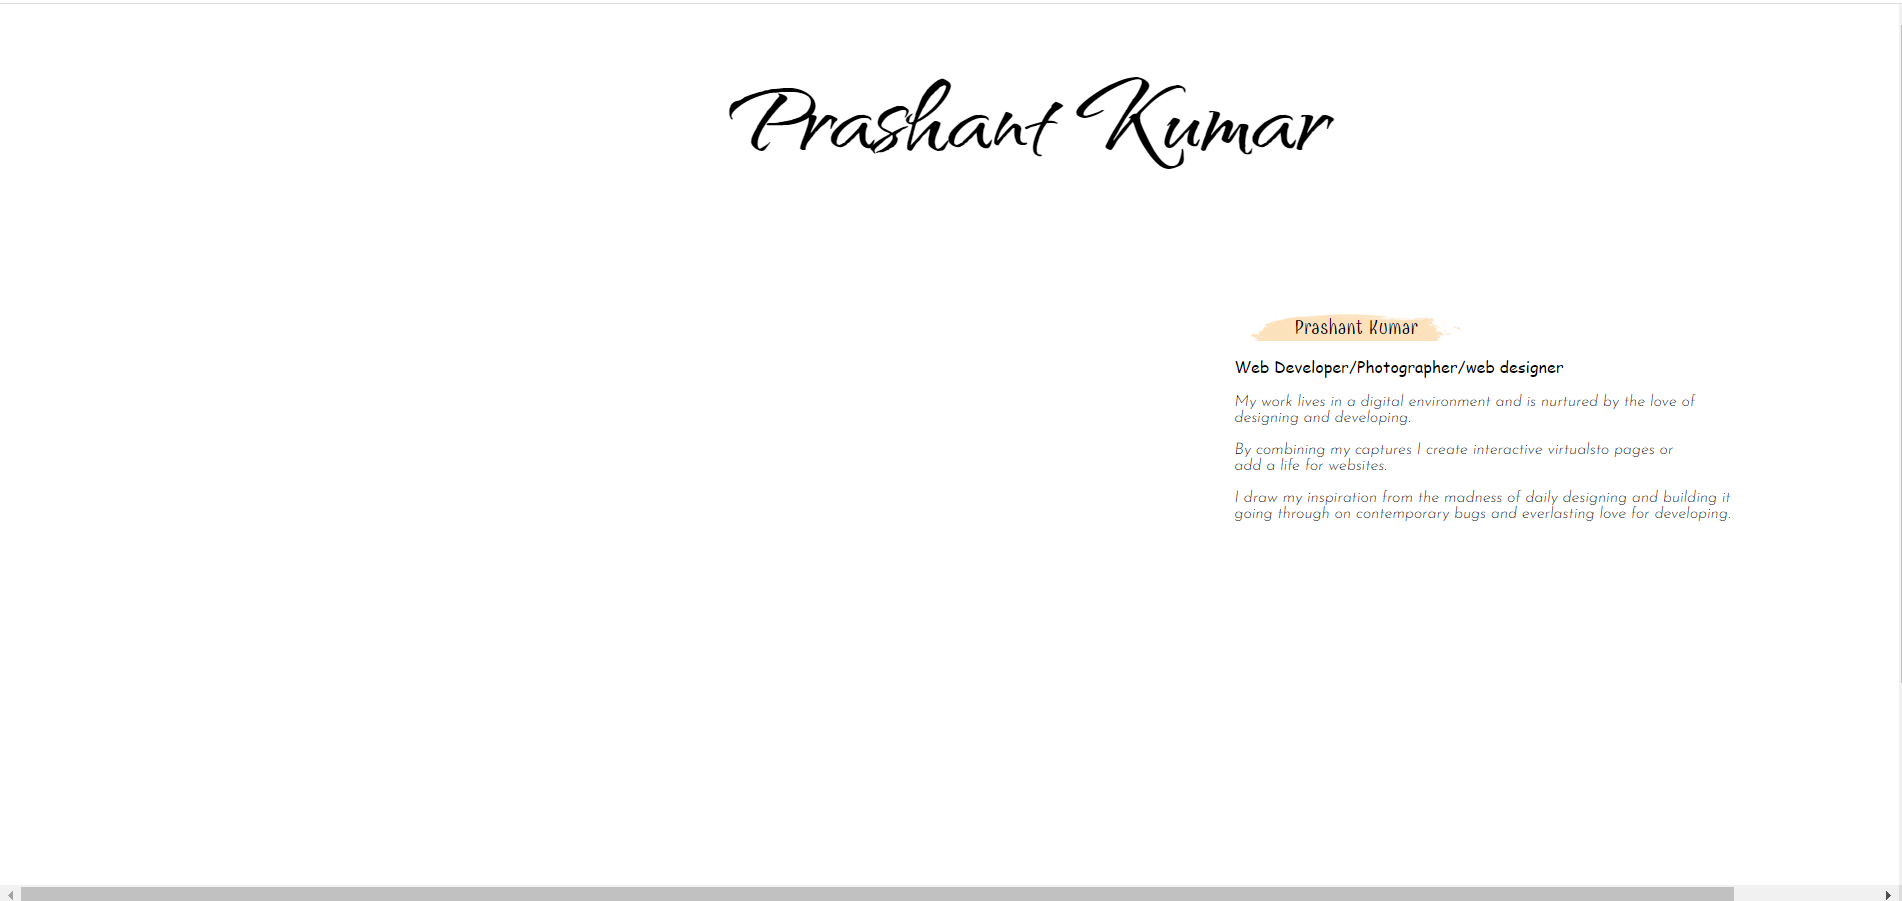 Prashant Kumar
Prashant Kumar
Web Developer/Photographer/web designer
My work lives in a digital environment and is nurtured by the love of
designing and developing.
By combining my captures I create interactive virtualsto pages or
add a life for websites.
I draw my inspiration from the madness of daily designing and building it
going through on contemporary bugs and everlasting love for developing.